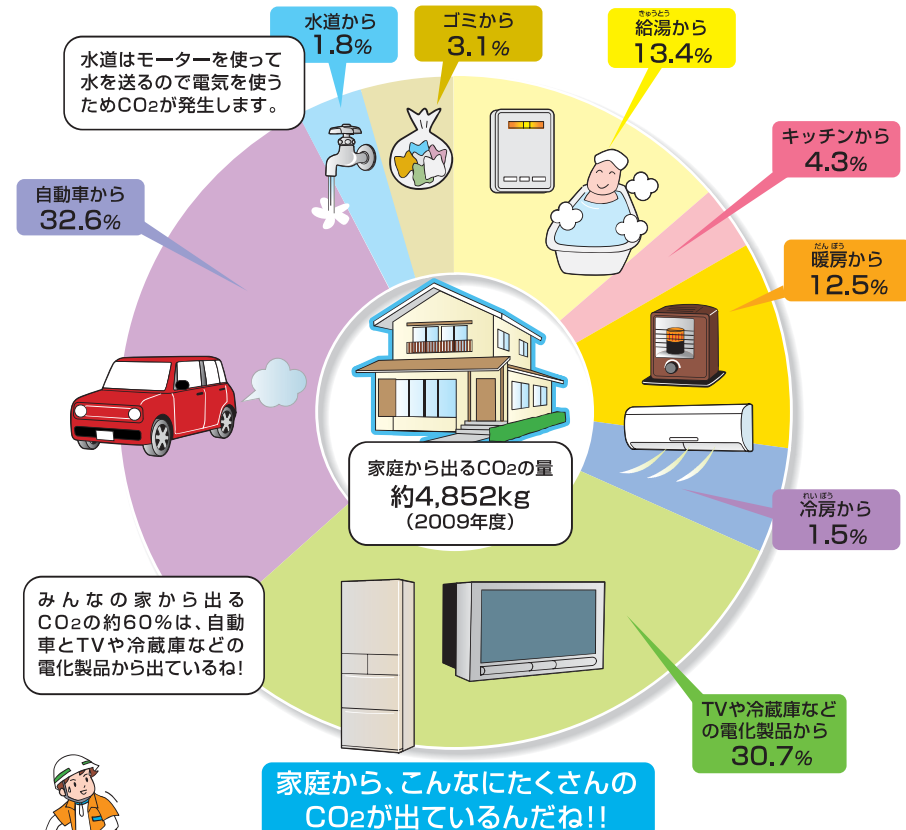 水道から
1.8%
ゴミから
3.1%
きゅうとう
給湯から
13.4%
水道はモーターを使って
水を送るので電気を使う
ためCO2が発生します。
キッチンから
4.3%
自動車から
32.6%
だんぼう
暖房から
12.5%
家庭から出るCO2の量
約4,852kg
（2009年度）
れいぼう
冷房から
1.5%
みんなの家から出る
CO2の約60%は、自動
車とTVや冷蔵庫などの
電化製品から出ているね!
TVや冷蔵庫など
の電化製品から
30.7%
家庭から、こんなにたくさんの
CO2が出ているんだね!!